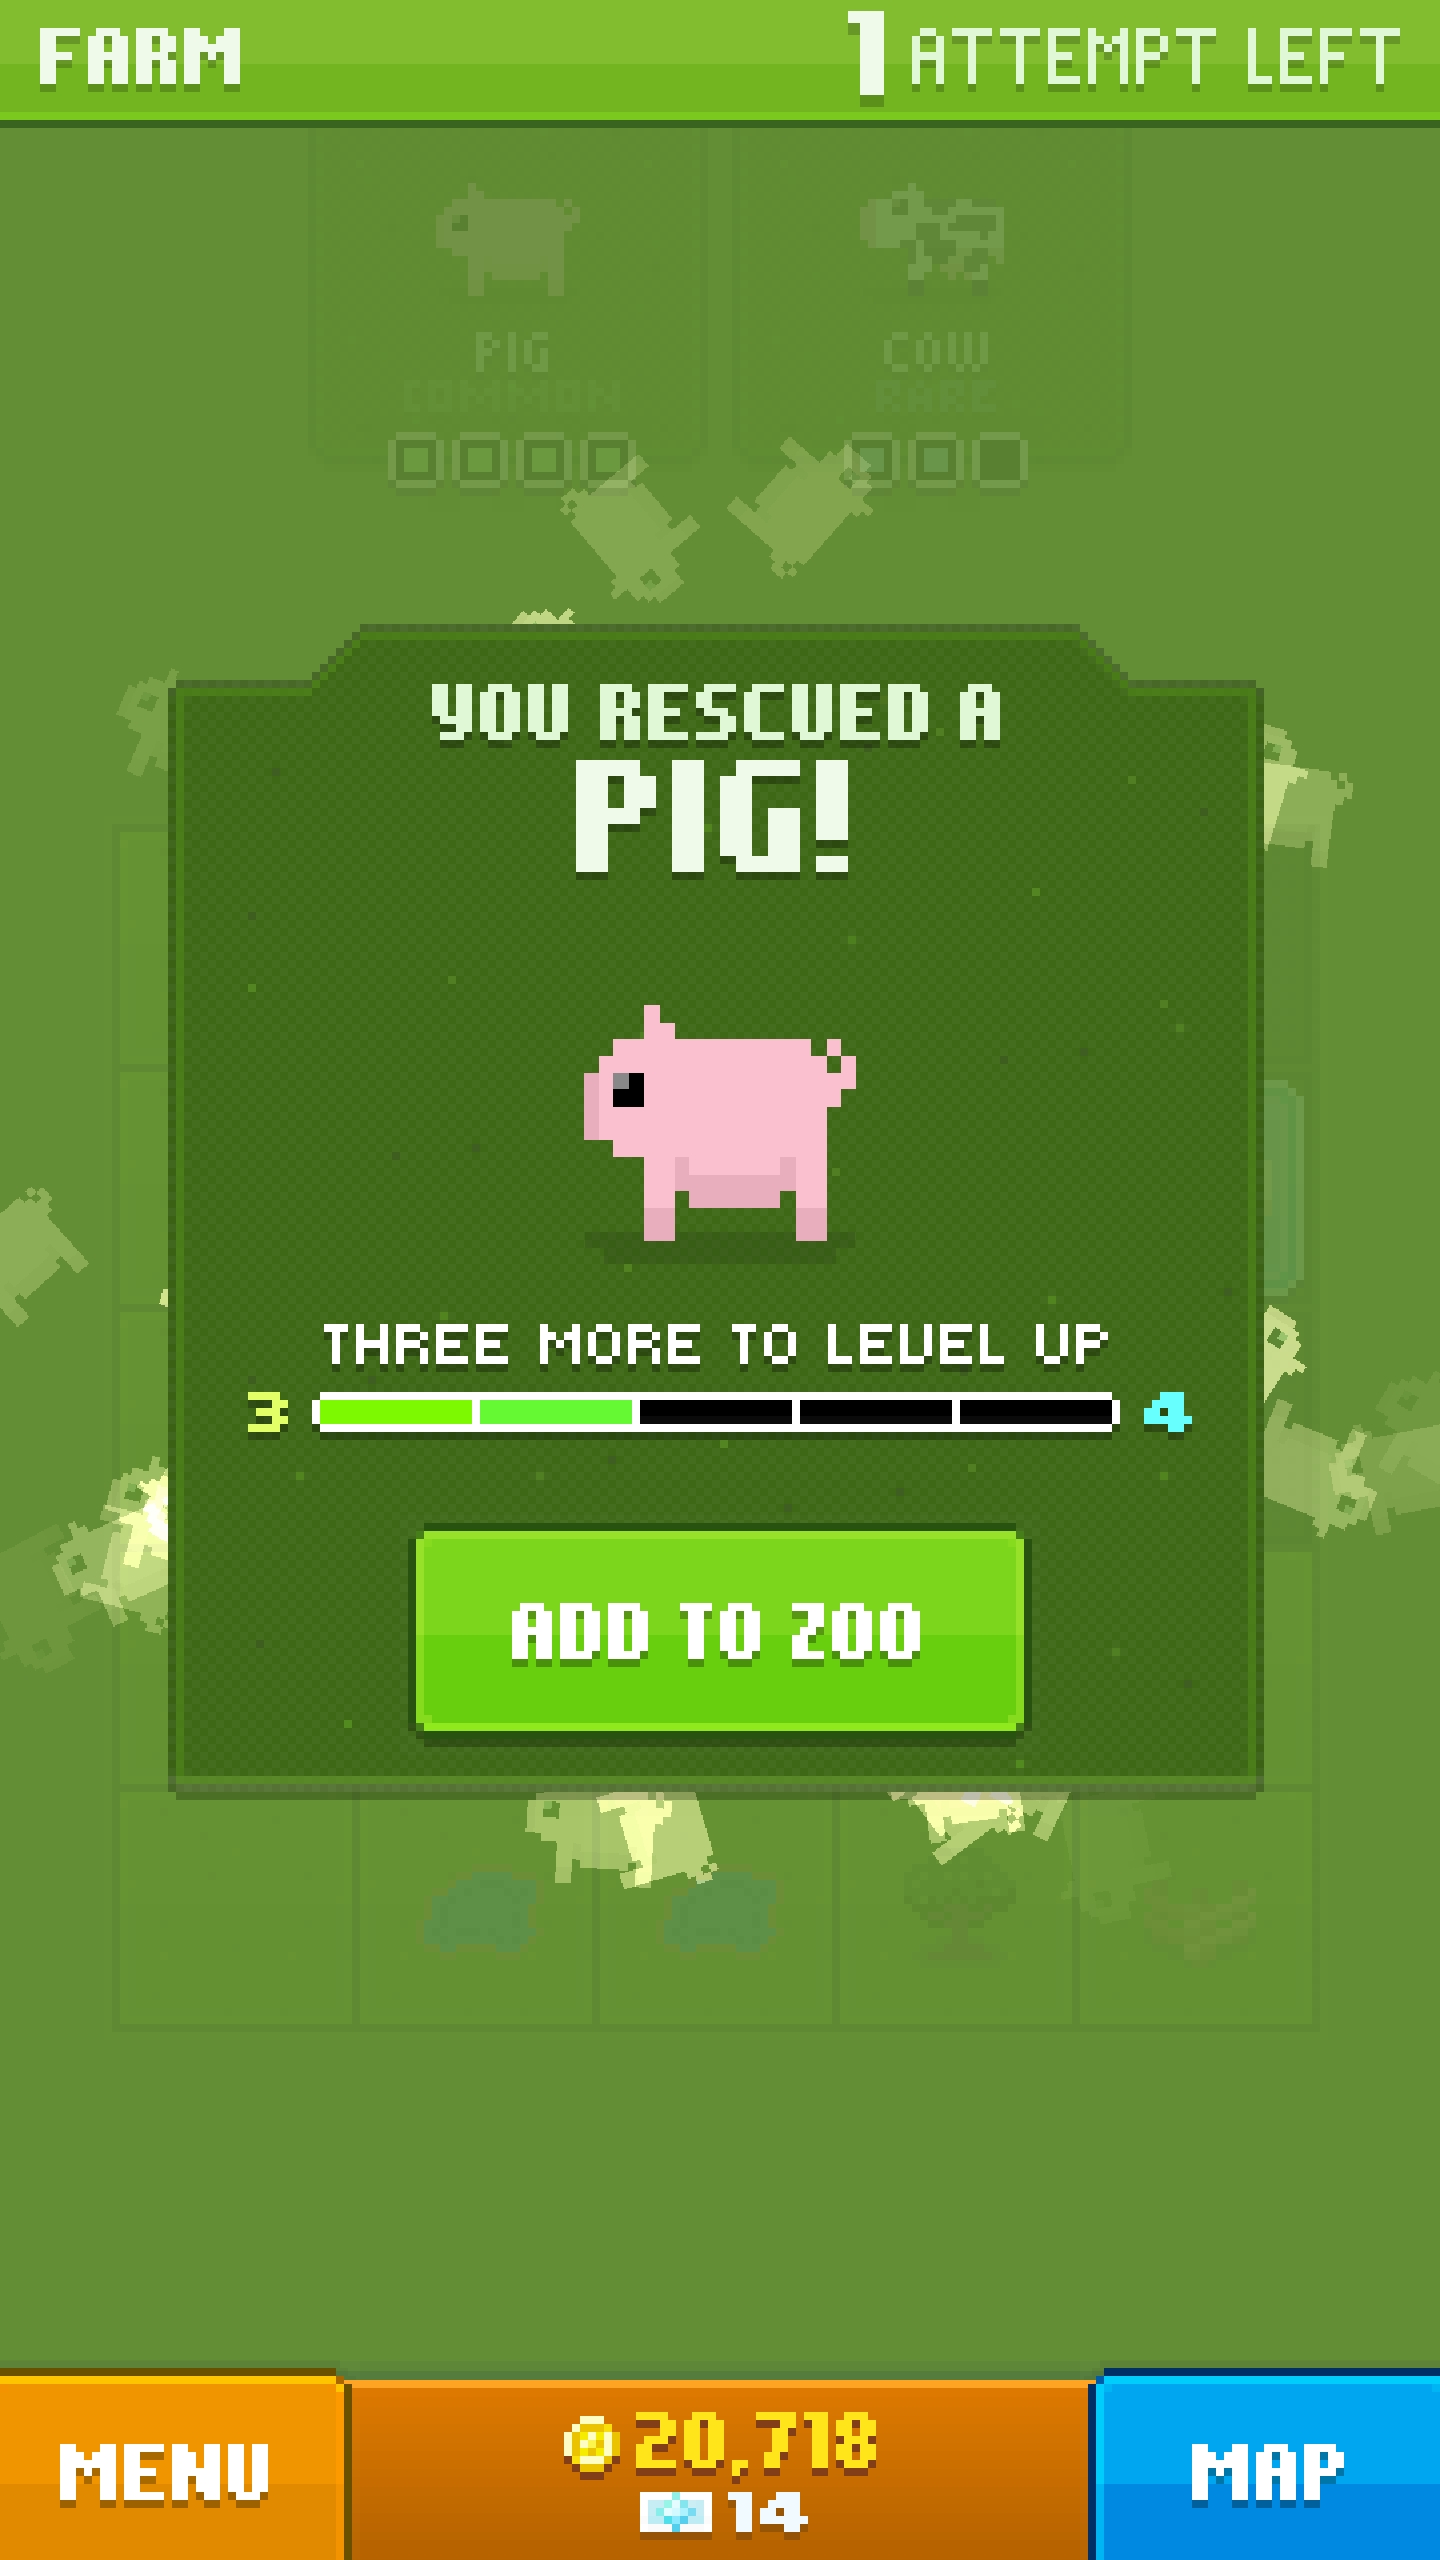 FARM
1 ATTEMPT LEFT
PIG
COMMON
COW
RARE
YOU RESCUED A
PIG!
THREE MORE TO LEVEL UP
3
4
ADD TO ZOO
MENU
20,718
14
MAP